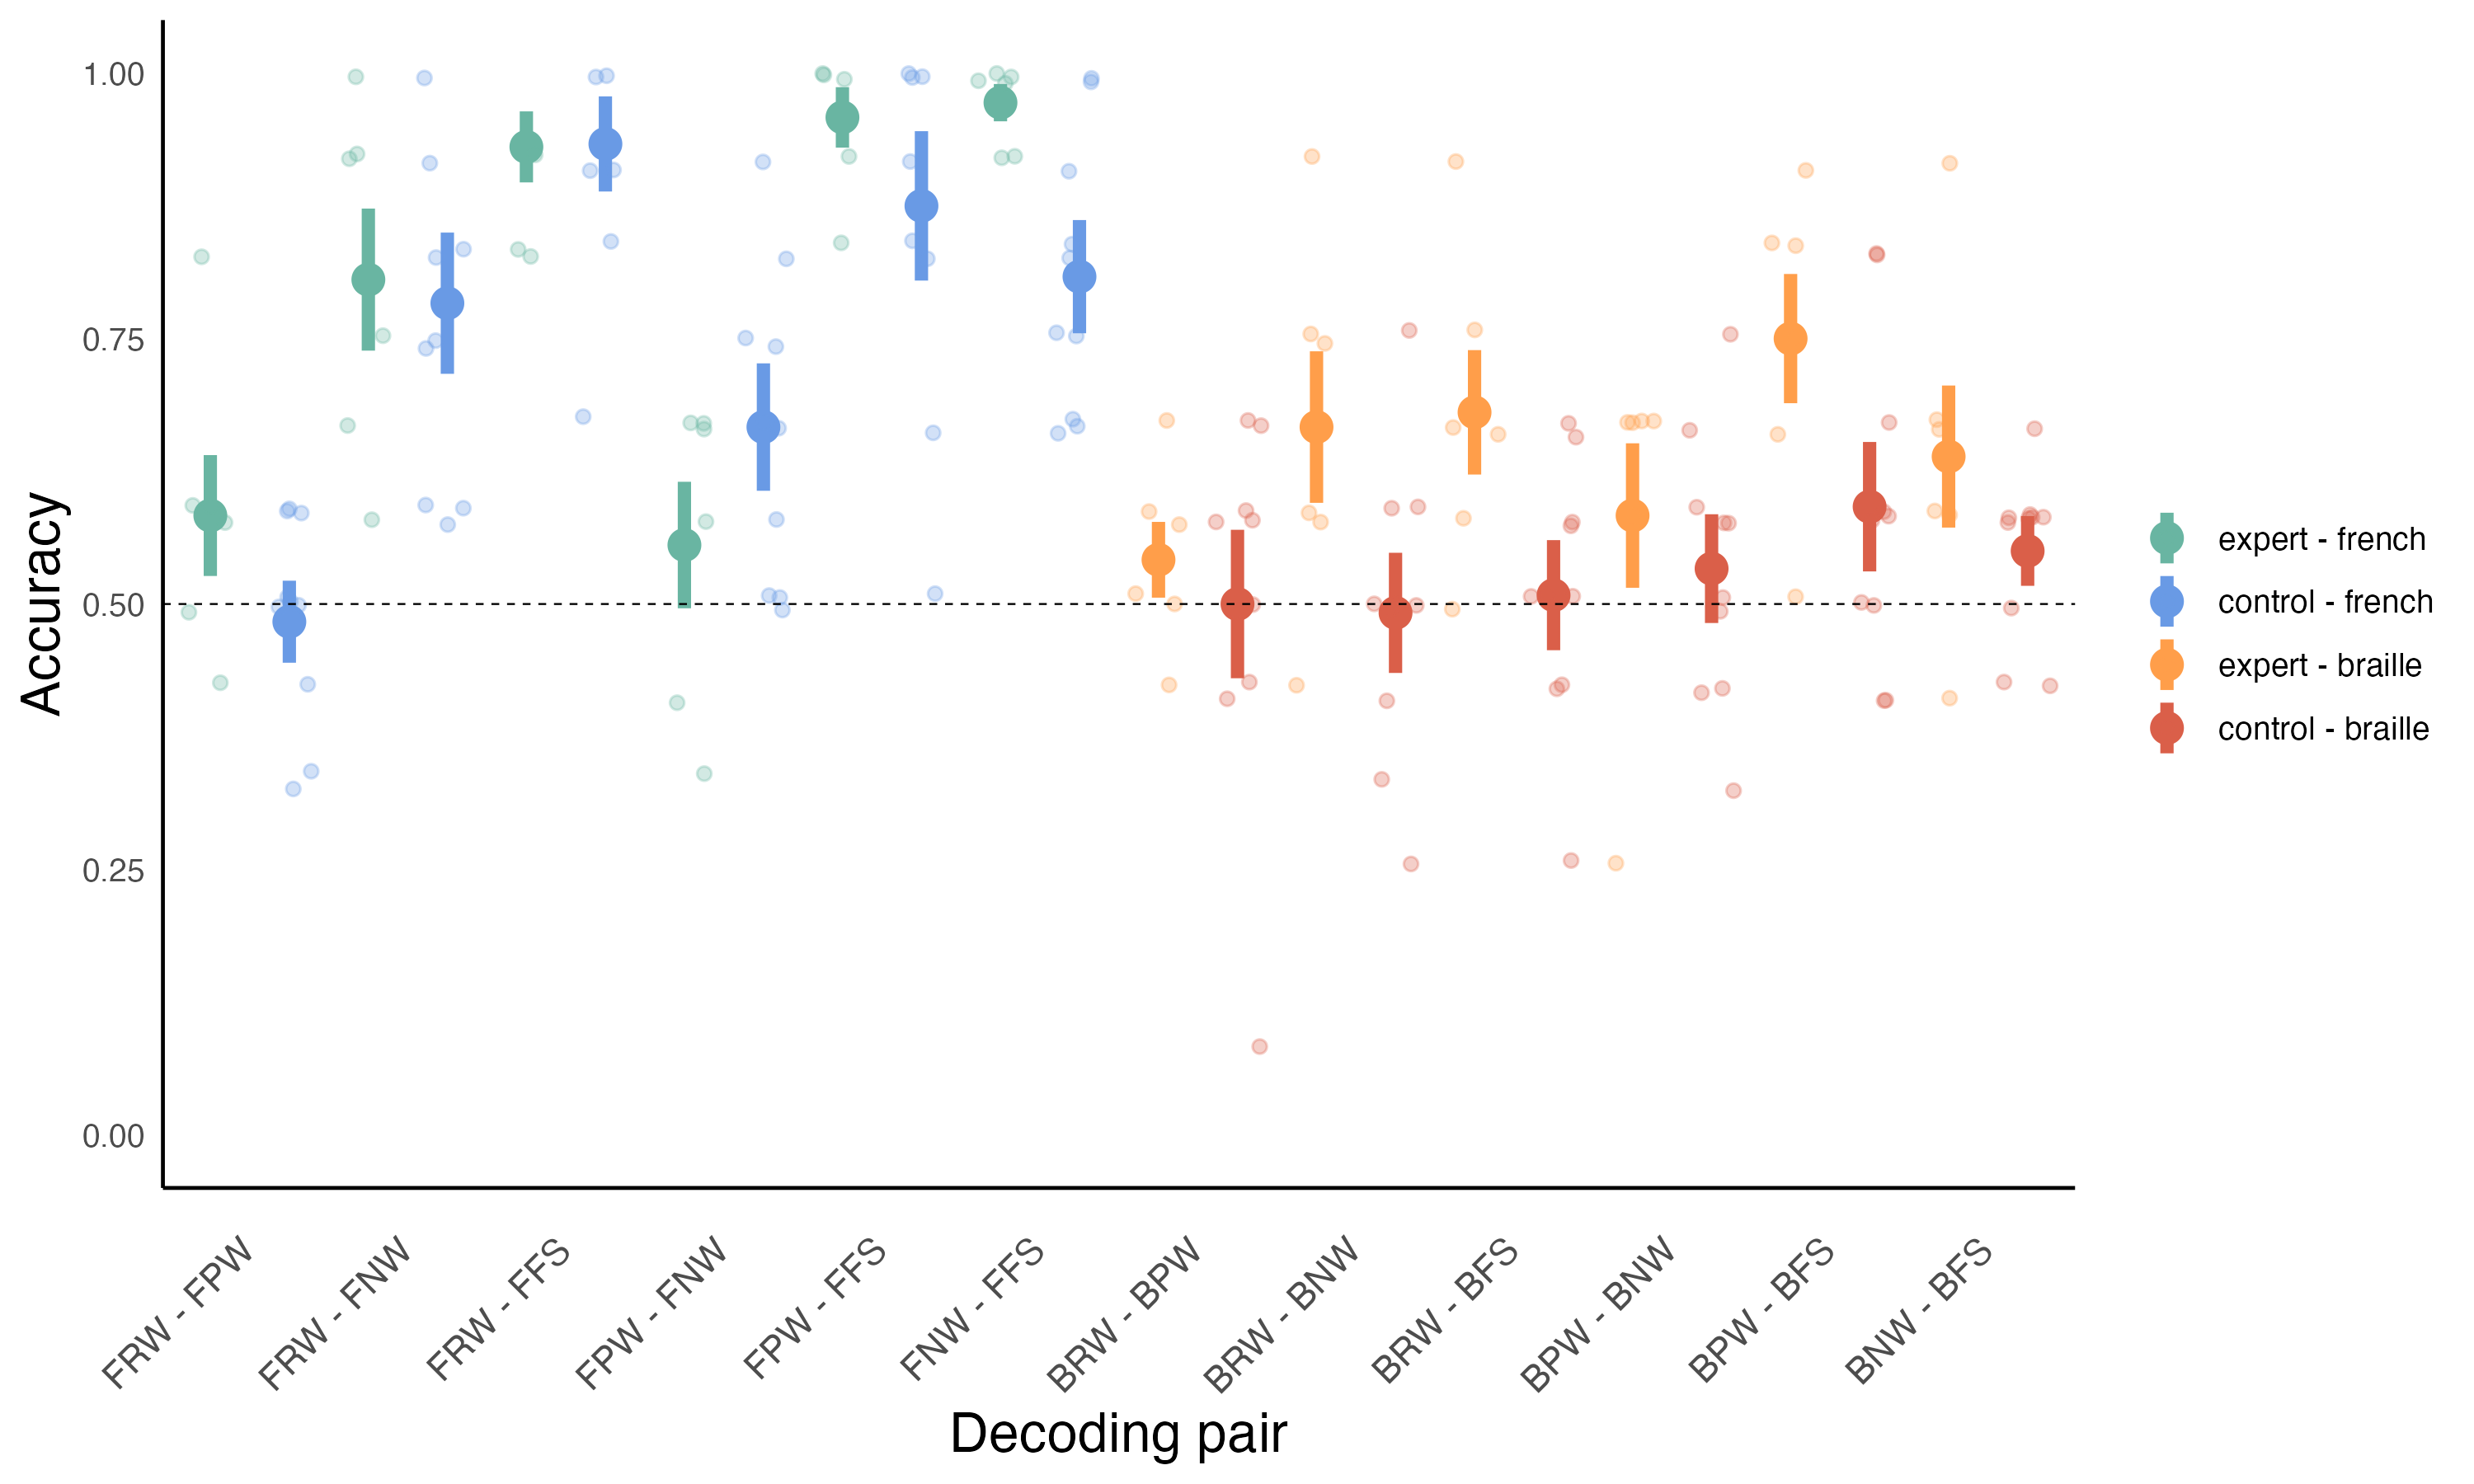 1.00
0.75
0.50
0.25
0.00
Accuracy
FRW - FPW
FRW - FNW
FRW - FFS
FPW - FNW
FPW - FFS
FNW - FFS
BRW - BPW
BRW - BNW
BRW - BFS
BPW - BNW
BPW - BFS
BNW - BFS
Decoding pair
expert - french
control - french
expert - braille
control - braille